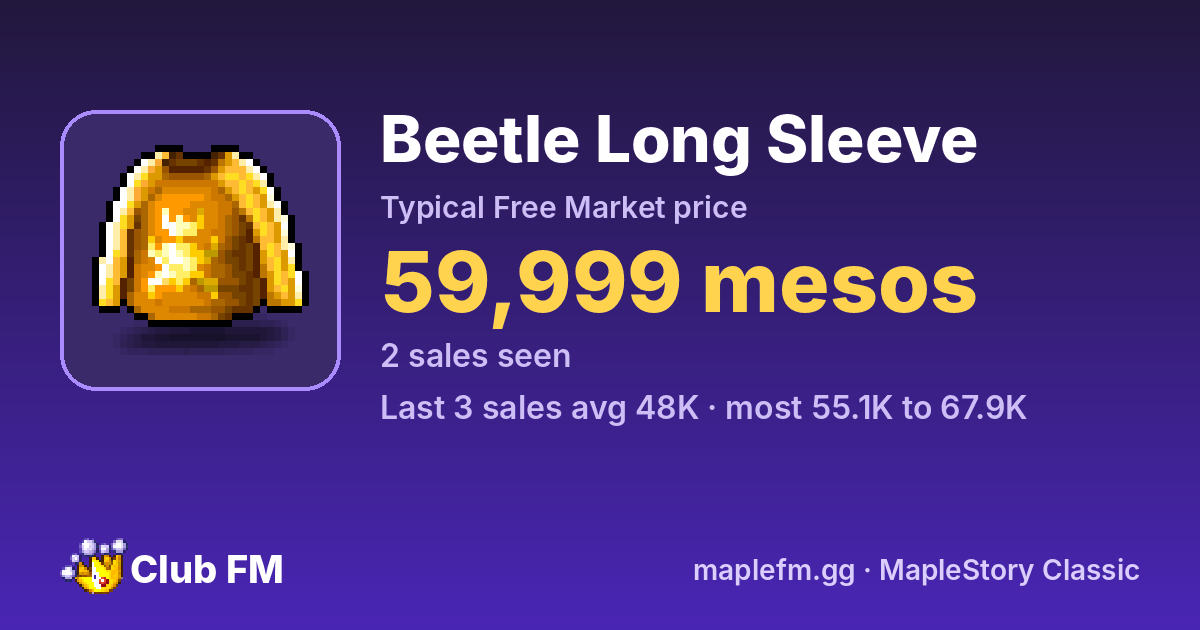 Beetle Long Sleeve
Typical Free Market price
59,999 mesos
2 sales seen
Last 3 sales avg 48K · most 55.1K to 67.9K
Club FM
maplefm.gg · MapleStory Classic